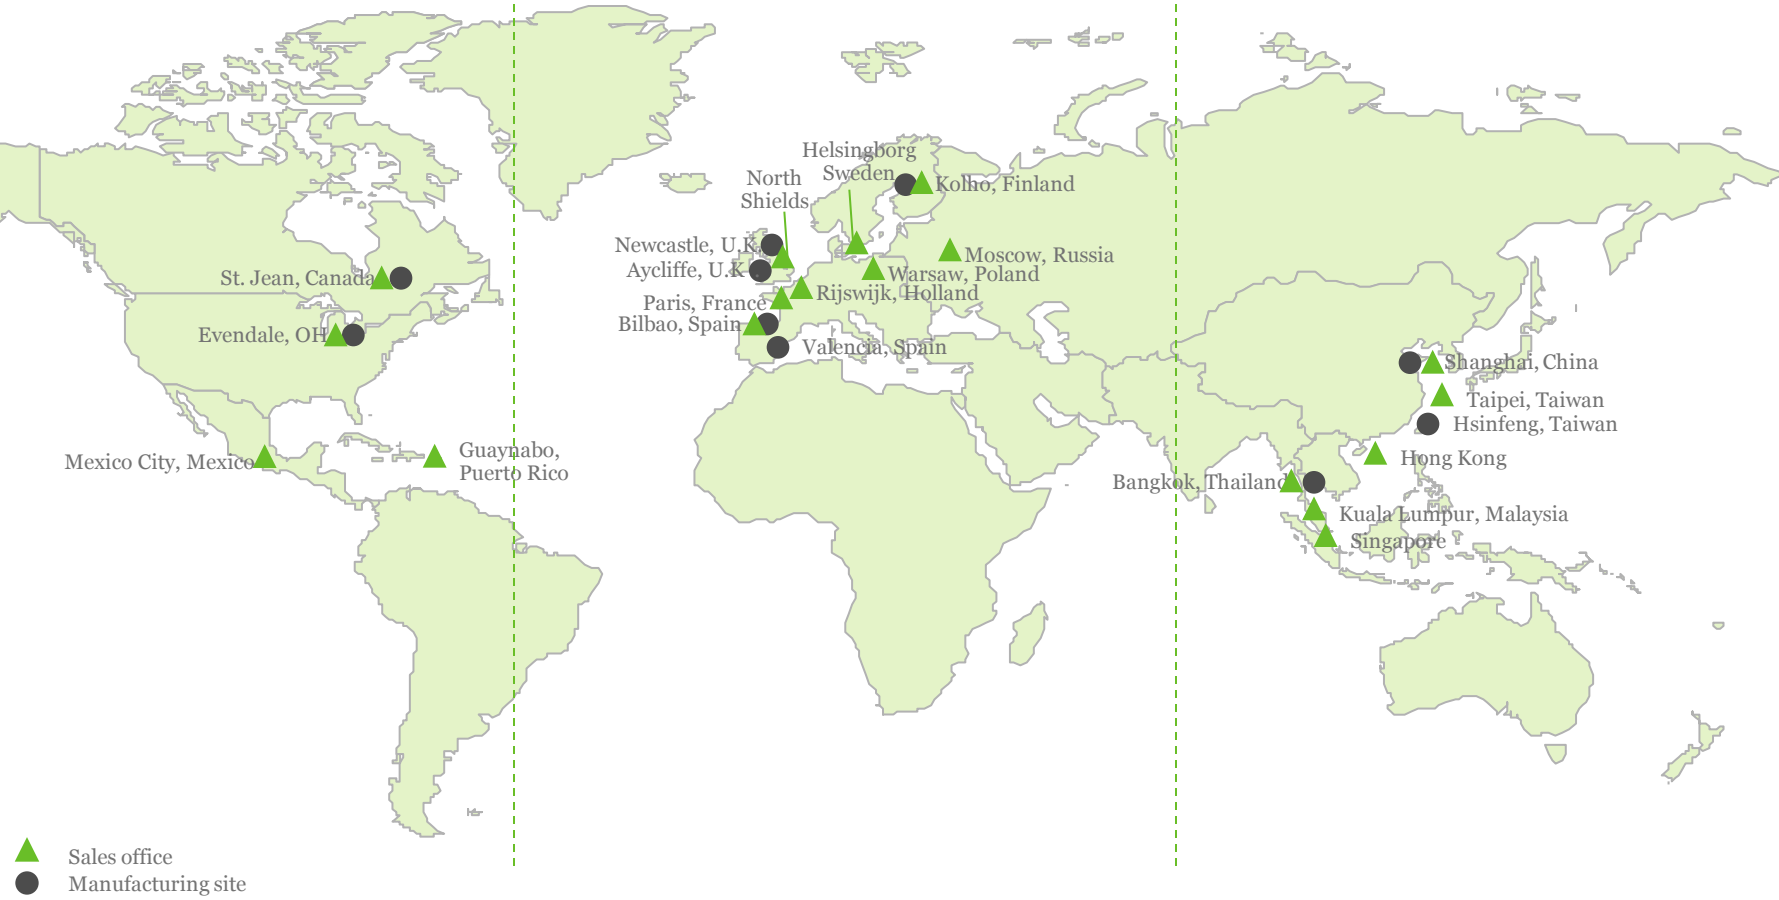 Helsingborg
Sweden
North
Shields
Kolho, Finland
Newcastle, U.K
Moscow, Russia
Aycliffe, U.K
Warsaw, Poland
St. Jean, Canada
Rijswijk, Holland
Paris, France
Bilbao, Spain
Evendale, OH
Valencia, Spain
Shanghai, China
Taipei, Taiwan
Hsinfeng, Taiwan
Mexico City, Mexico
Guaynabo,
Puerto Rico
Hong Kong
Bangkok, Thailand
Kuala Lumpur, Malaysia
Singapore
Sales office
Manufacturing site